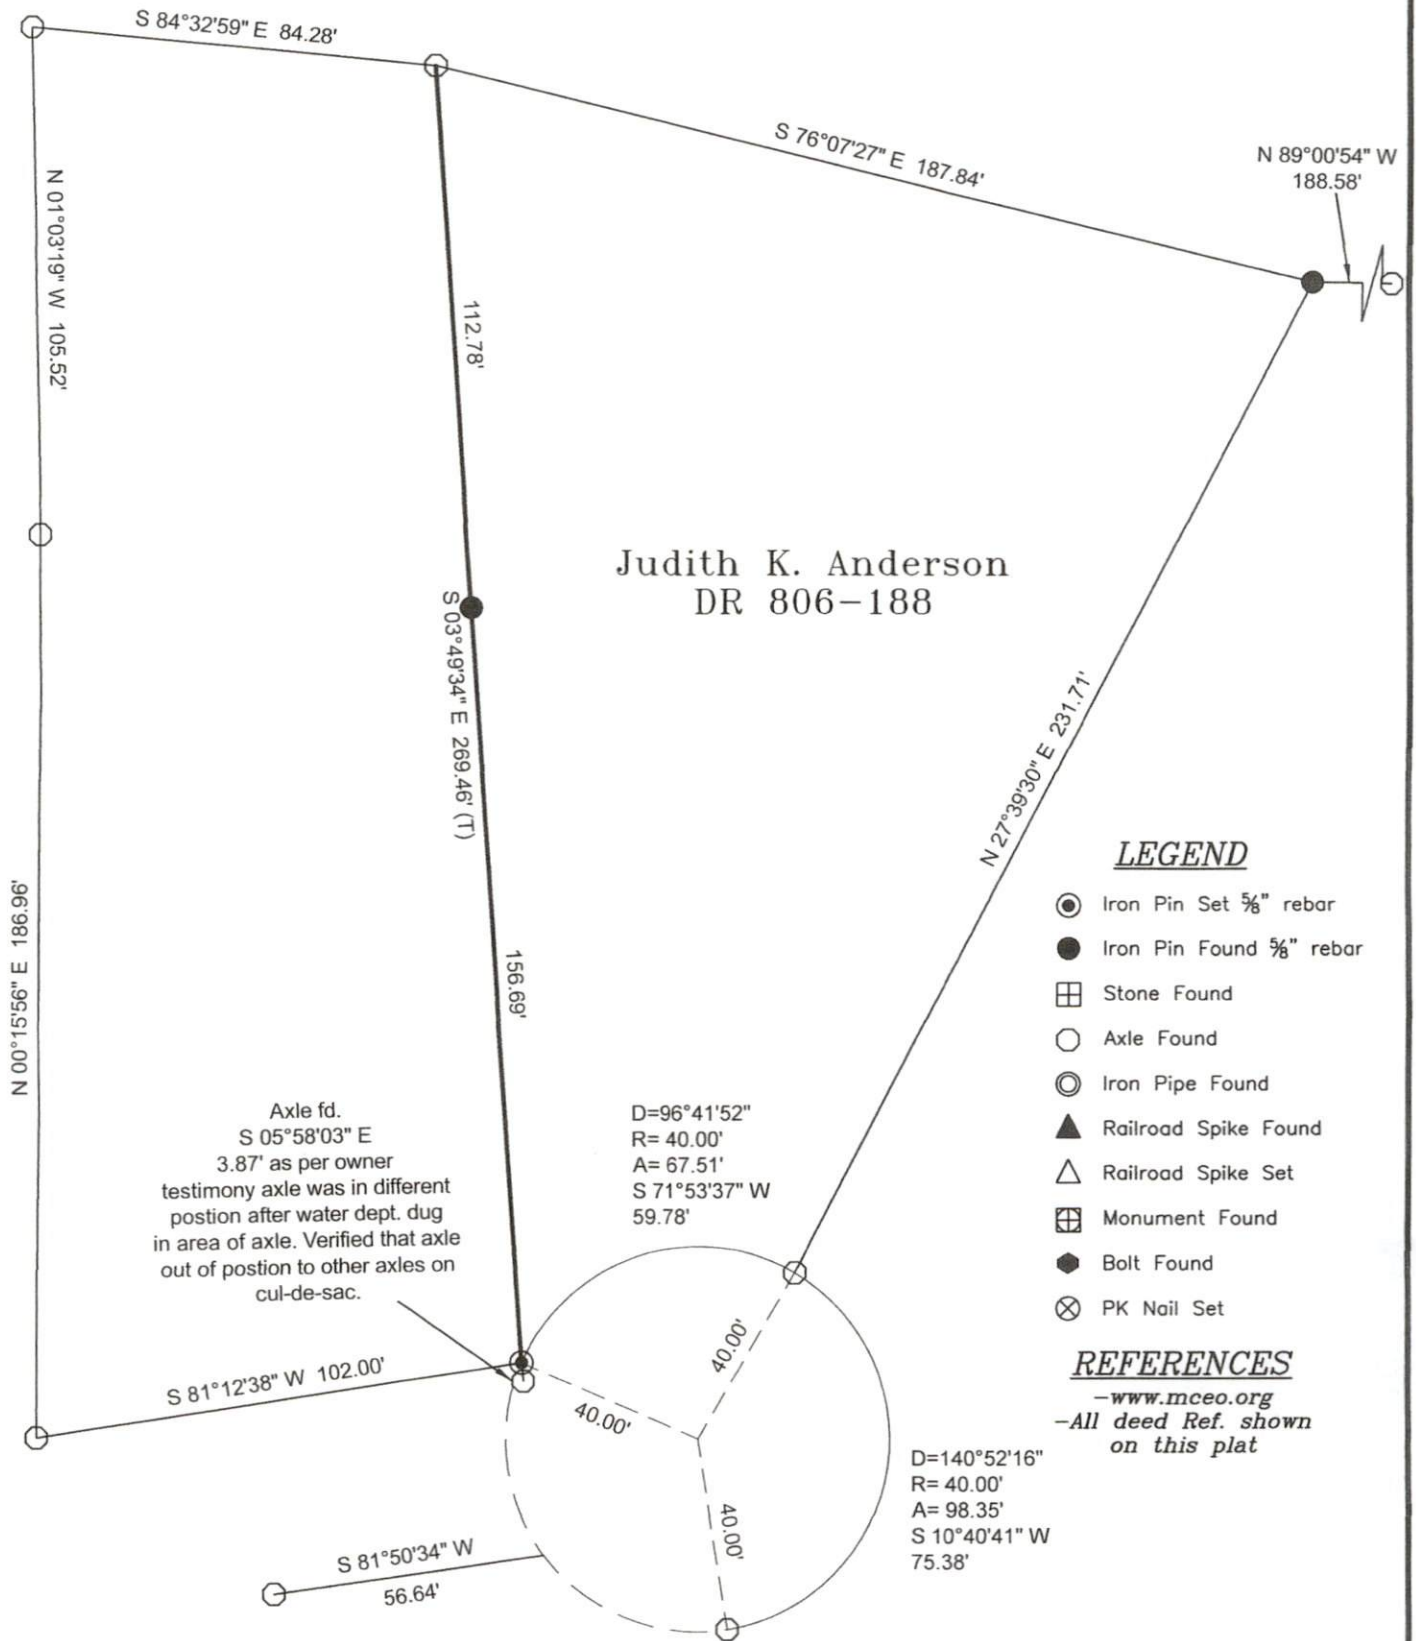 S 84°32'59" E 84.28'
S 76°07'27" E 187.84'
N 89°00'54" W
188.58'
N 01°03'19" W 105.52'
112.78'
Judith K. Anderson
DR 806-188
S 03°49'34" E 269.46' (T)
N 27°39'30" E 231.71'
N 00°15'56" E 186.96'
156.69'
LEGEND
Iron Pin Set ⅝" rebar
Iron Pin Found ⅝" rebar
Stone Found
Axle Found
Iron Pipe Found
Railroad Spike Found
Railroad Spike Set
Monument Found
Bolt Found
PK Nail Set
Axle fd.
S 05°58'03" E
3.87' as per owner
testimony axle was in different
postion after water dept. dug
in area of axle. Verified that axle
out of postion to other axles on
cul-de-sac.
D=96°41'52"
R= 40.00'
A= 67.51'
S 71°53'37" W
59.78'
S 81°12'38" W 102.00'
40.00'
40.00'
40.00'
REFERENCES
-www.mceo.org
-All deed Ref. shown
on this plat
D=140°52'16"
R= 40.00'
A= 98.35'
S 10°40'41" W
75.38'
S 81°50'34" W
56.64'